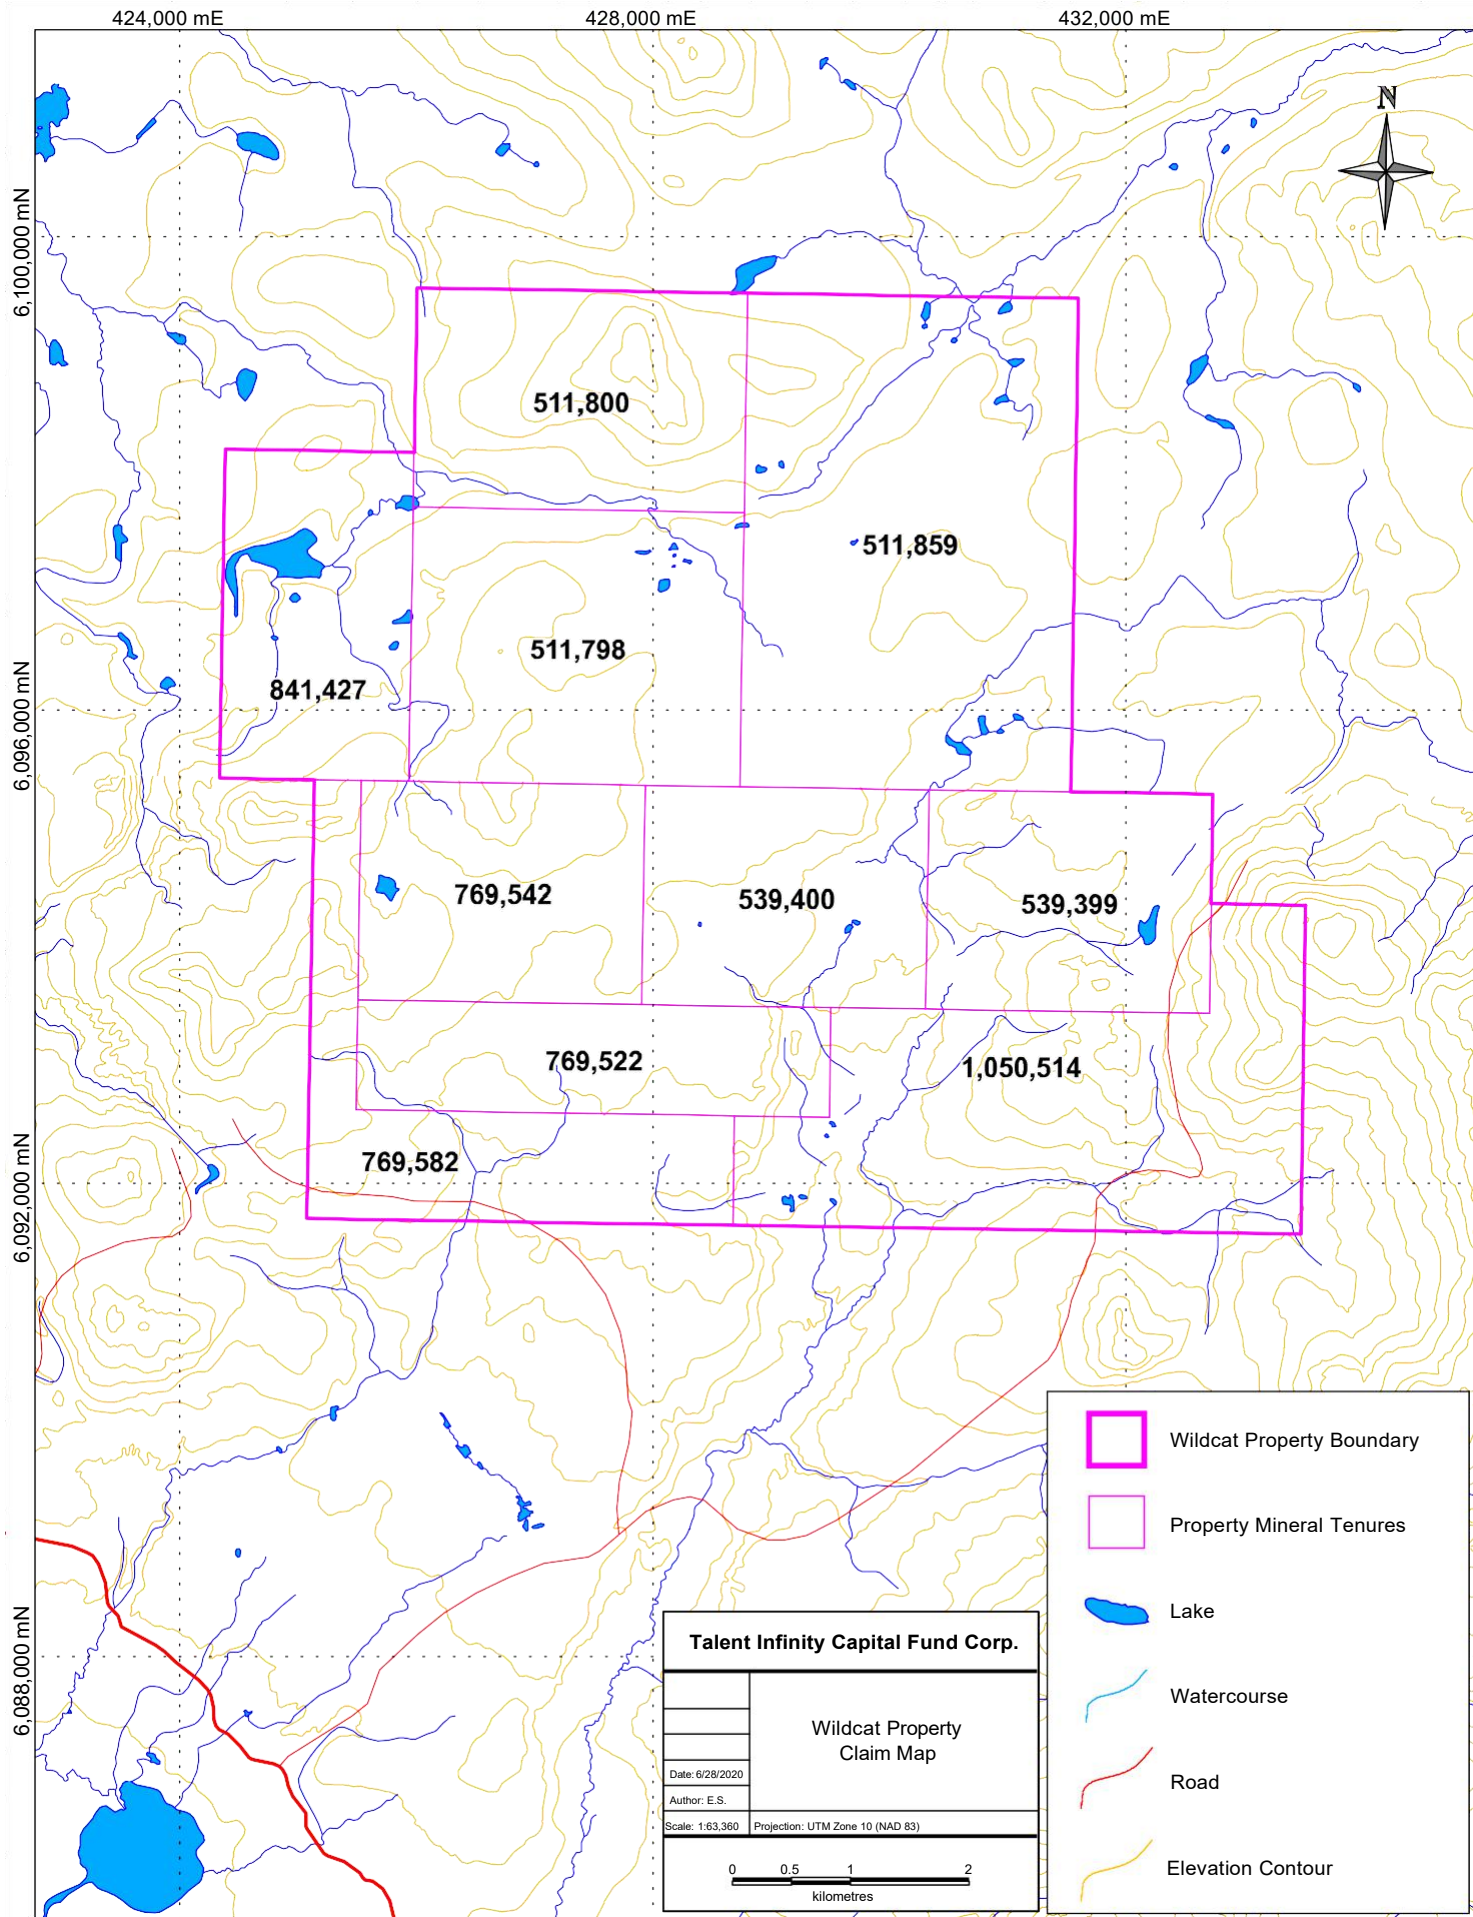 424,000 mE
428,000 mE
432,000 mE
N
6,100,000 mN
511,800
511,859
511,798
841,427
6,096,000 mN
769,542
539,400
539,399
769,522
1,050,514
769,582
6,092,000 mN
6,088,000 mN
Wildcat Property Boundary
Property Mineral Tenures
Lake
Watercourse
Road
Elevation Contour
Talent Infinity Capital Fund Corp.
Wildcat Property
Claim Map
Date: 6/28/2020
Author: E.S.
Scale: 1:63,360
Projection: UTM Zone 10 (NAD 83)
0 0.5 1 2
kilometres